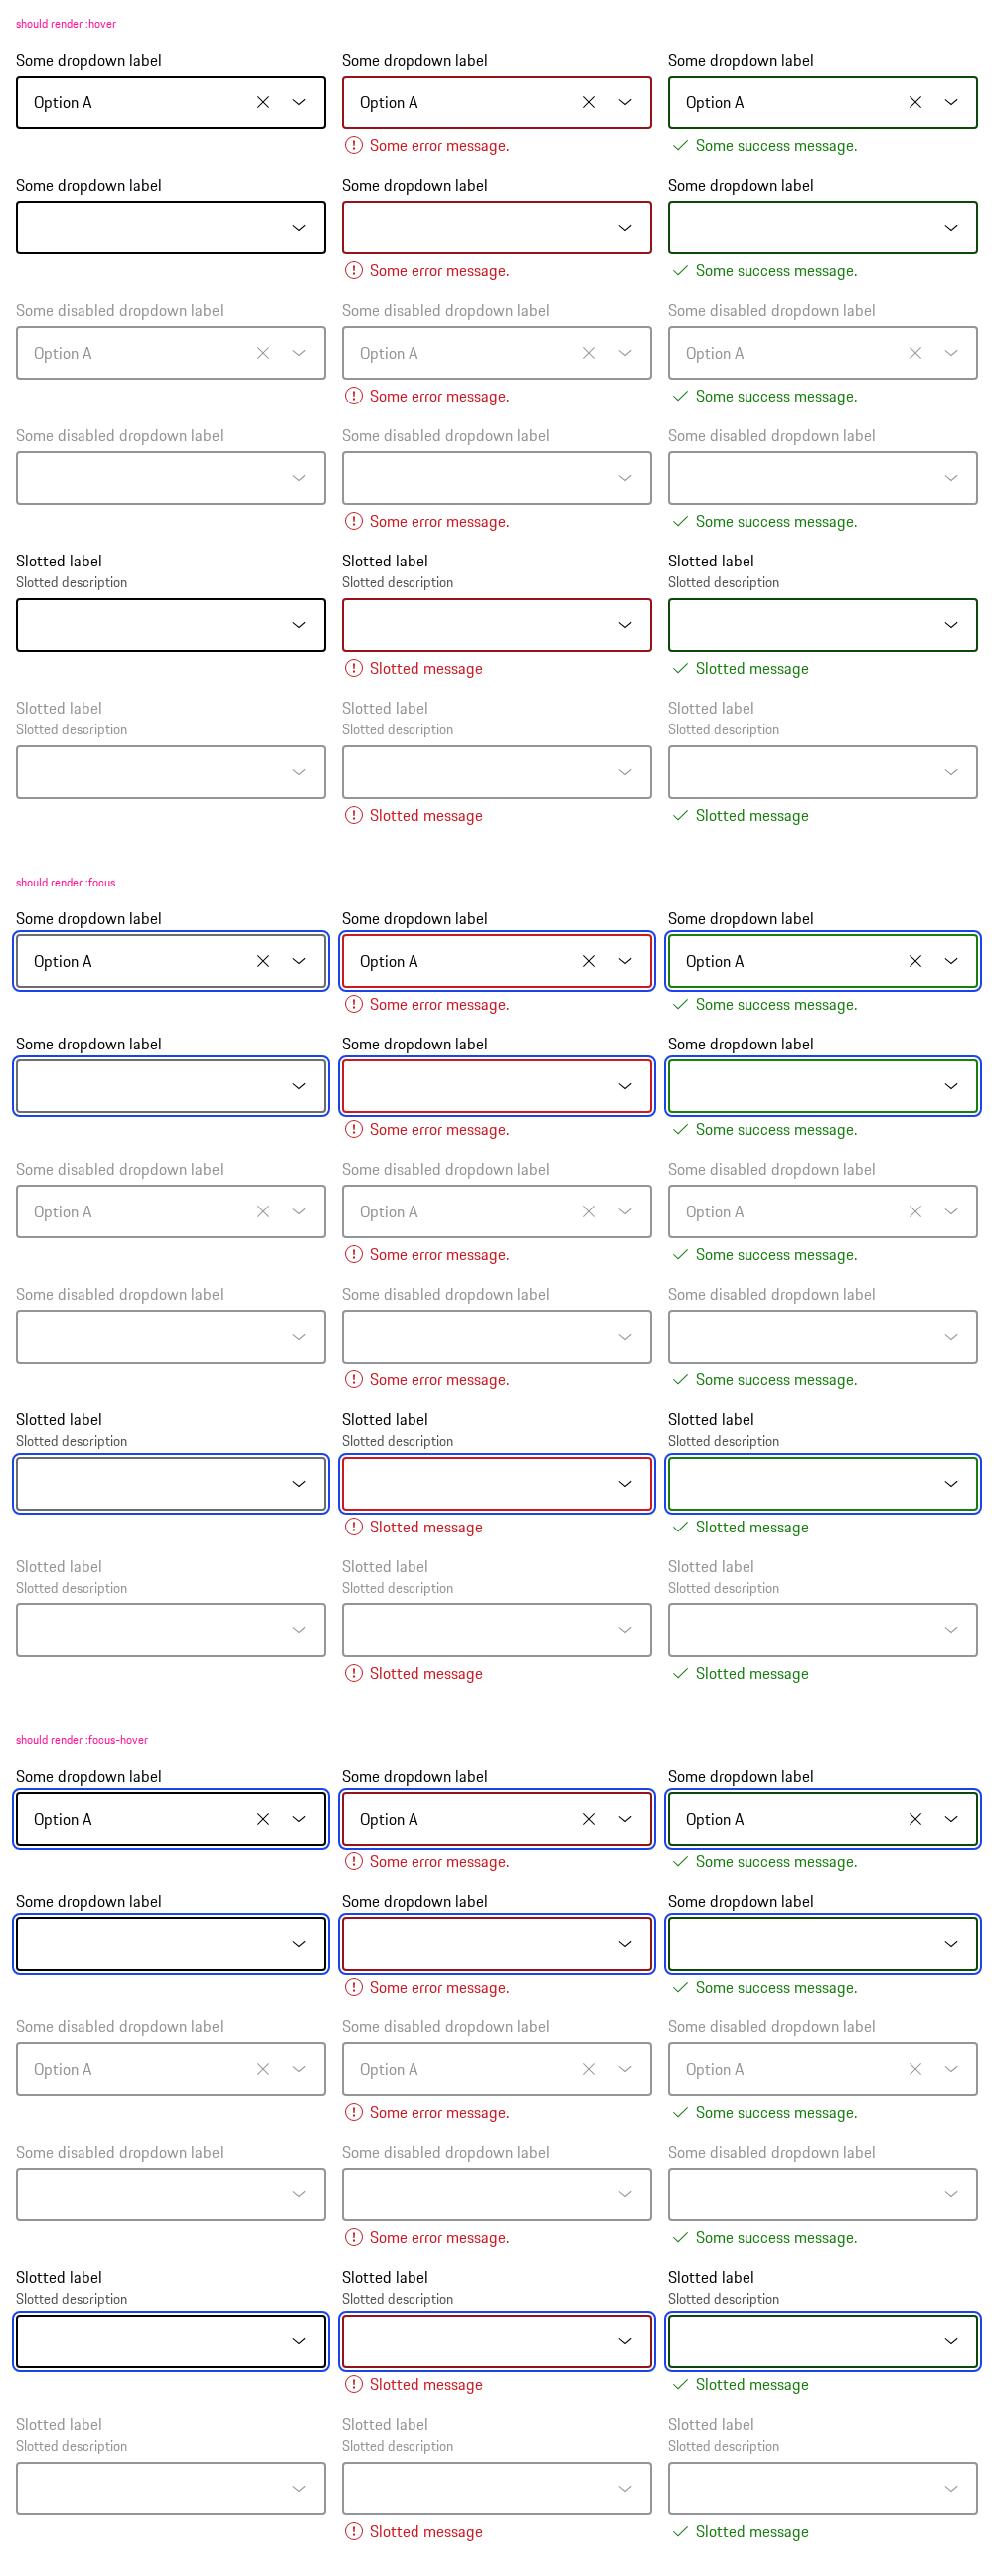 should render :hover
Some dropdown label Some dropdown label Some dropdown label
Option A Option A Option A
Some error message. Some success message.
Some dropdown label Some dropdown label Some dropdown label
Some error message. Some success message.
Some disabled dropdown label Some disabled dropdown label Some disabled dropdown label
Option A Option A Option A
Some error message. Some success message.
Some disabled dropdown label Some disabled dropdown label Some disabled dropdown label
Some error message. Some success message.
Slotted label Slotted label Slotted label
Slotted description Slotted description Slotted description
Slotted message Slotted message
Slotted label Slotted label Slotted label
Slotted description Slotted description Slotted description
Slotted message Slotted message
should render :focus
Some dropdown label Some dropdown label Some dropdown label
Option A Option A Option A
Some error message. Some success message.
Some dropdown label Some dropdown label Some dropdown label
Some error message. Some success message.
Some disabled dropdown label Some disabled dropdown label Some disabled dropdown label
Option A Option A Option A
Some error message. Some success message.
Some disabled dropdown label Some disabled dropdown label Some disabled dropdown label
Some error message. Some success message.
Slotted label Slotted label Slotted label
Slotted description Slotted description Slotted description
Slotted message Slotted message
Slotted label Slotted label Slotted label
Slotted description Slotted description Slotted description
Slotted message Slotted message
should render :focus-hover
Some dropdown label Some dropdown label Some dropdown label
Option A Option A Option A
Some error message. Some success message.
Some dropdown label Some dropdown label Some dropdown label
Some error message. Some success message.
Some disabled dropdown label Some disabled dropdown label Some disabled dropdown label
Option A Option A Option A
Some error message. Some success message.
Some disabled dropdown label Some disabled dropdown label Some disabled dropdown label
Some error message. Some success message.
Slotted label Slotted label Slotted label
Slotted description Slotted description Slotted description
Slotted message Slotted message
Slotted label Slotted label Slotted label
Slotted description Slotted description Slotted description
Slotted message Slotted message